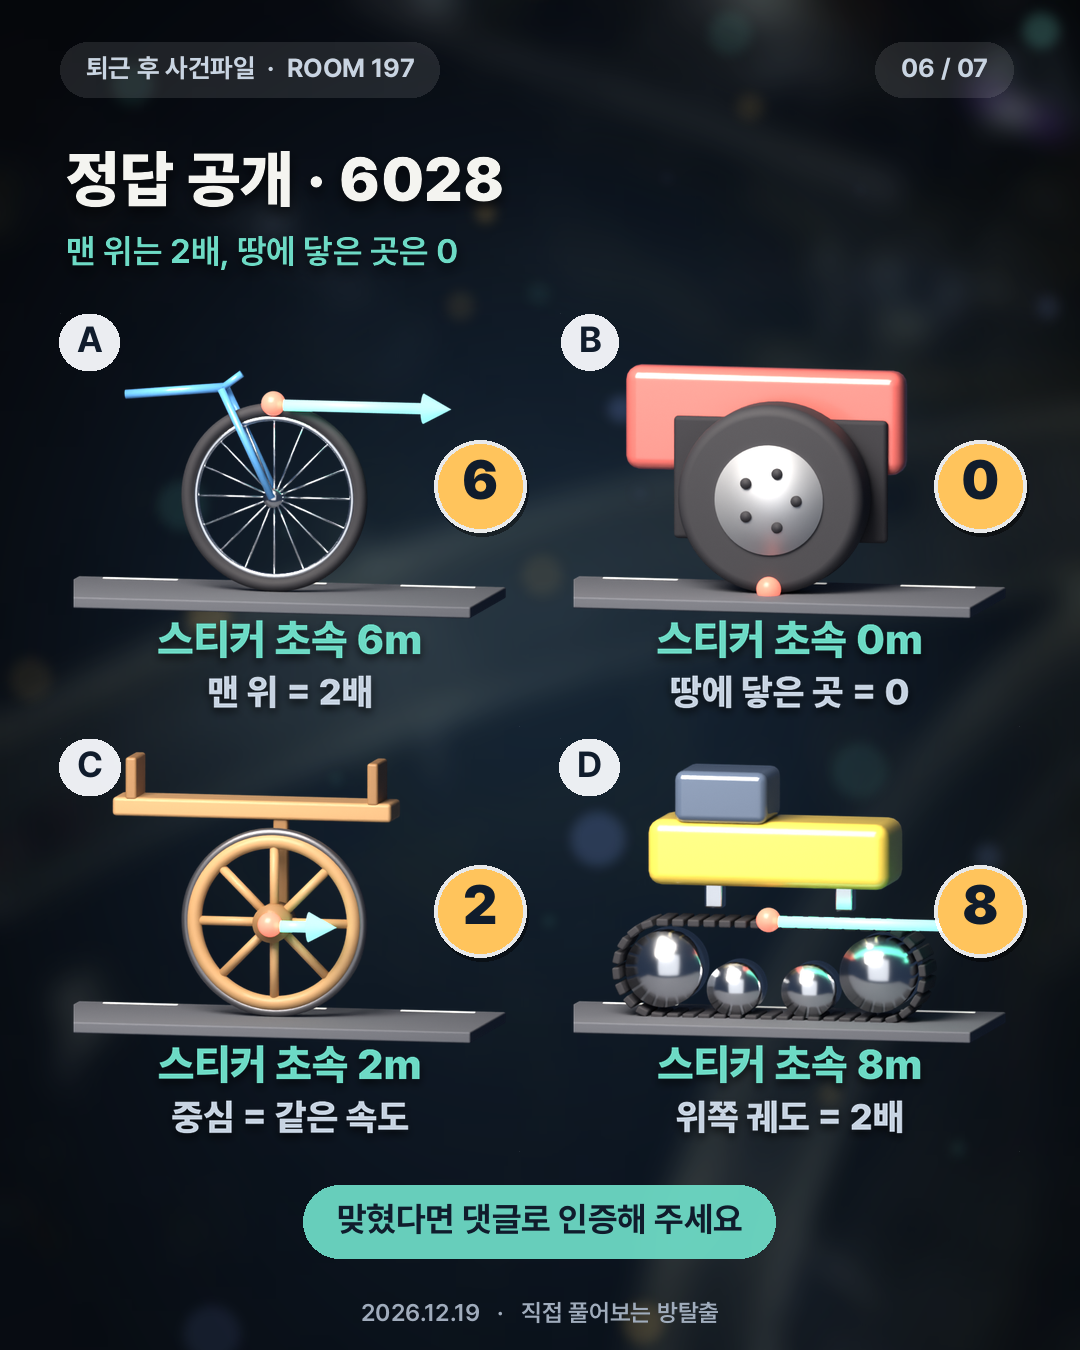 퇴근 후 사건파일 · ROOM 197
06 / 07
정답 공개 · 6028
맨 위는 2배, 땅에 닿은 곳은 0
A
B
6
0
스티커 초속 6m
맨 위 = 2배
스티커 초속 0m
땅에 닿은 곳 = 0
C
D
2
8
스티커 초속 2m
중심 = 같은 속도
스티커 초속 8m
위쪽 궤도 = 2배
맞혔다면 댓글로 인증해 주세요
2026.12.19 · 직접 풀어보는 방탈출